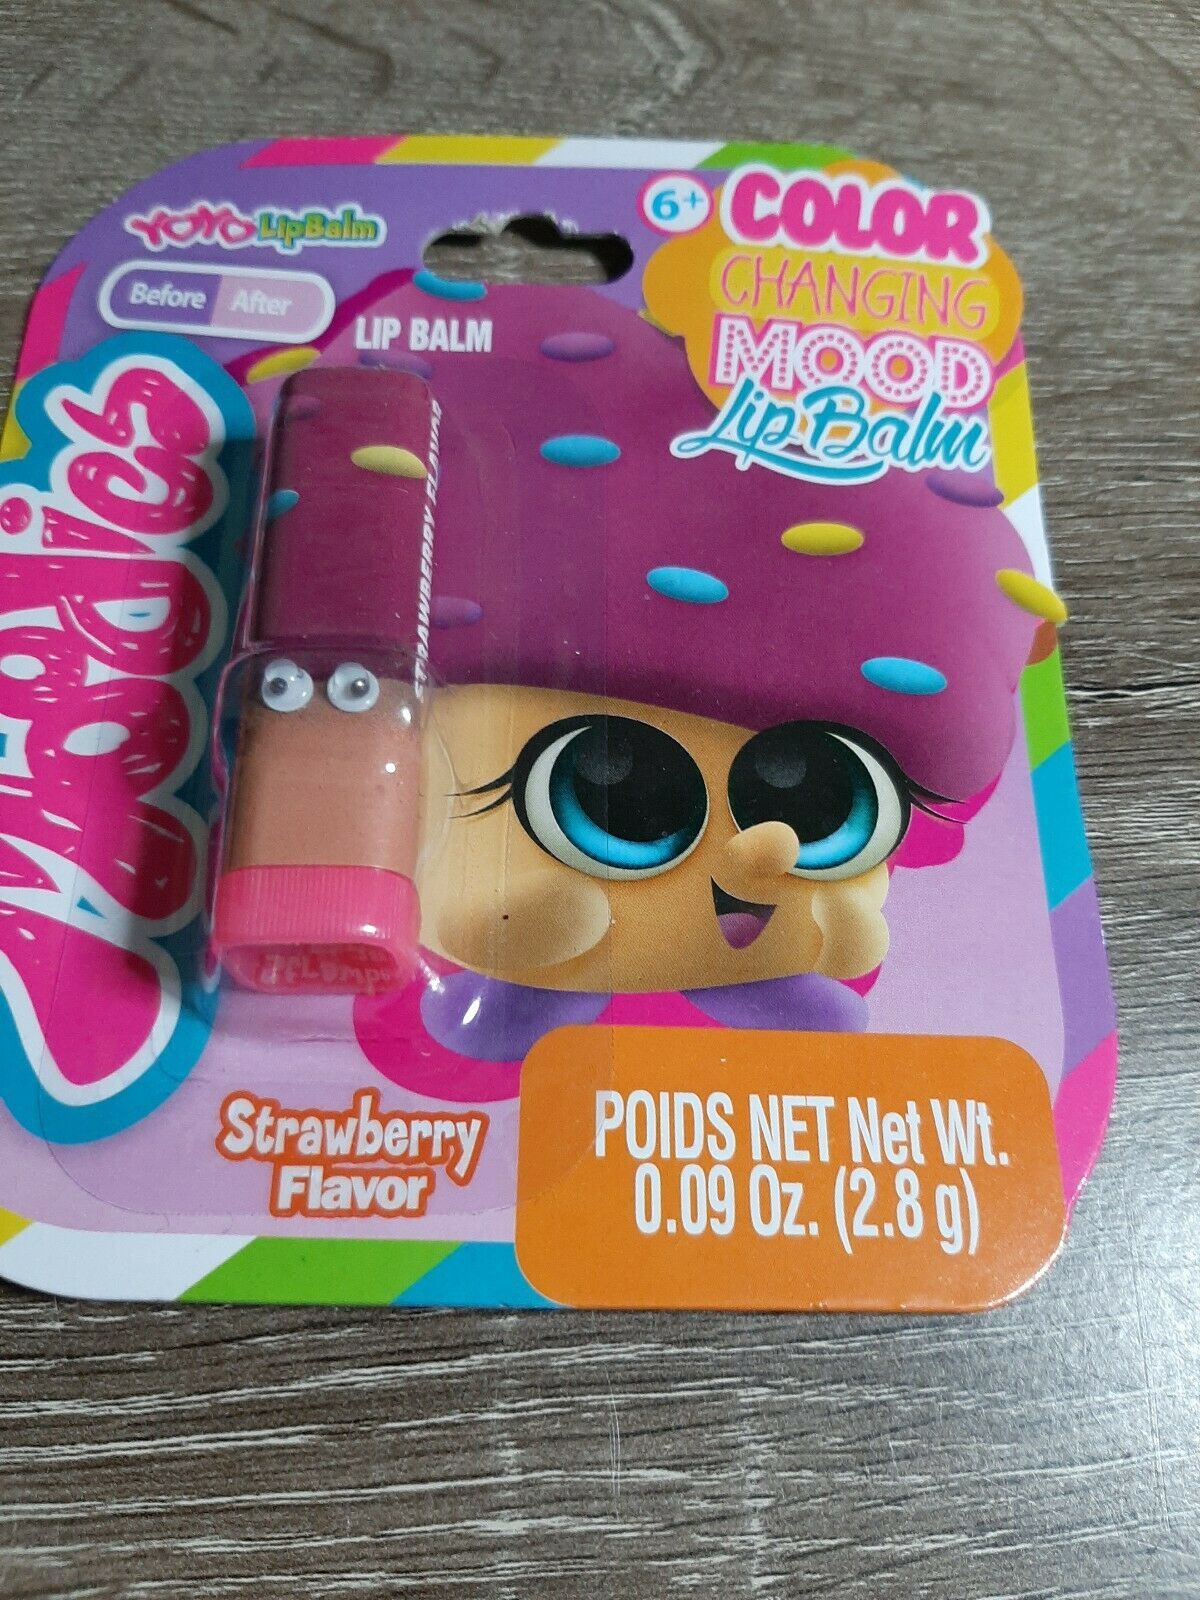 YOYO LipBalm
Before After
LIP BALM
6+
COLOR
CHANGING
MOOD
Lip Balm
STRAWBERRY FLAVOR
Strawberry
Flavor
POIDS NET Net Wt.
0.09 Oz. (2.8 g)